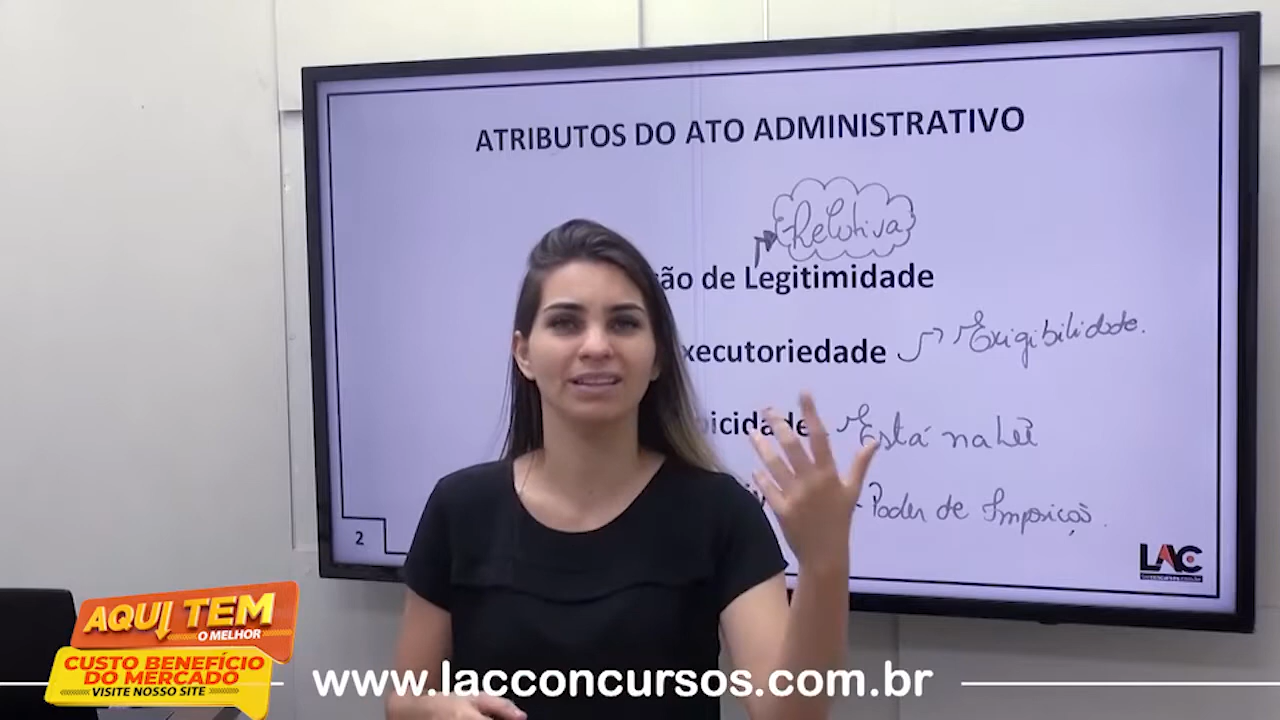 ATRIBUTOS DO ATO ADMINISTRATIVO
Relativa
ção de Legitimidade
xecutoriedade Exigibilidade.
icidade Está na Lei
Poder de Imposição.
2
LAC
AQUI TEM
O MELHOR
CUSTO BENEFÍCIO
DO MERCADO
VISITE NOSSO SITE
www.lacconcursos.com.br